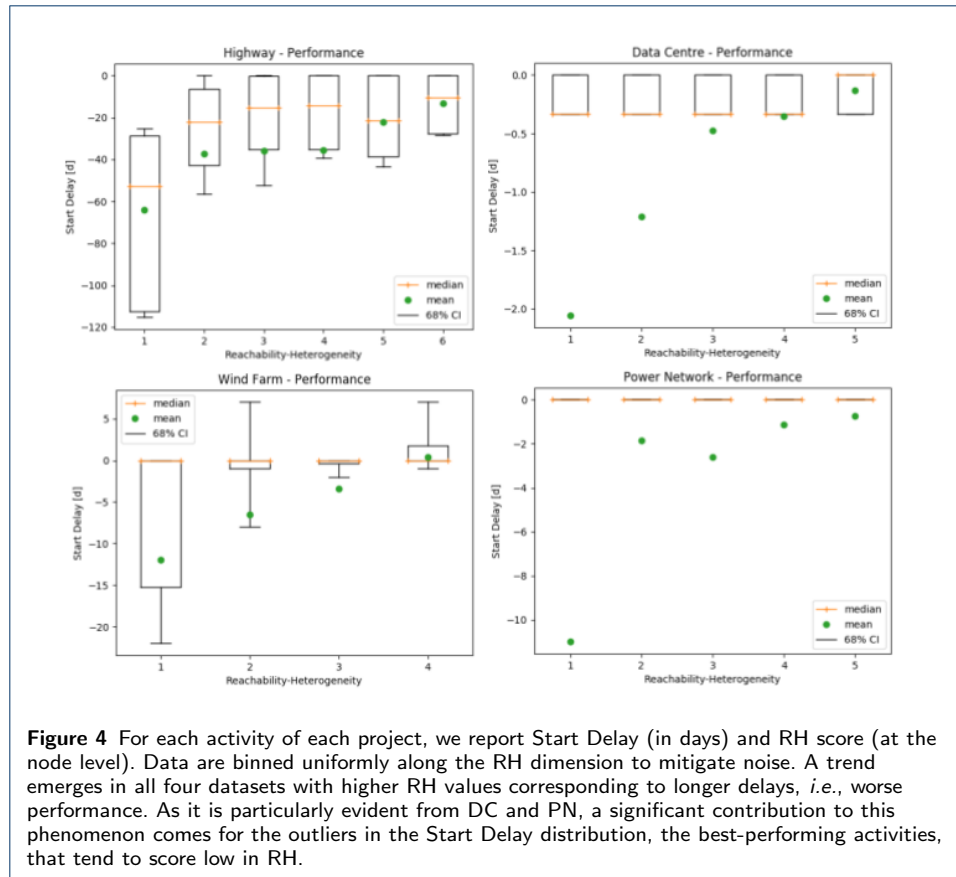 Highway - Performance
0
−20
−40
−60
−80
−100
−120
Start Delay [d]
median
mean
68% CI
1 2 3 4 5 6
Reachability-Heterogeneity
Data Centre - Performance
0.0
−0.5
−1.0
−1.5
−2.0
Start Delay [d]
median
mean
68% CI
1 2 3 4 5
Reachability-Heterogeneity
Wind Farm - Performance
median
mean
68% CI
5
0
−5
−10
−15
−20
Start Delay [d]
1 2 3 4
Reachability-Heterogeneity
Power Network - Performance
0
−2
−4
−6
−8
−10
Start Delay [d]
median
mean
68% CI
1 2 3 4 5
Reachability-Heterogeneity
Figure 4 For each activity of each project, we report Start Delay (in days) and RH score (at the
node level). Data are binned uniformly along the RH dimension to mitigate noise. A trend
emerges in all four datasets with higher RH values corresponding to longer delays, i.e., worse
performance. As it is particularly evident from DC and PN, a significant contribution to this
phenomenon comes for the outliers in the Start Delay distribution, the best-performing activities,
that tend to score low in RH.